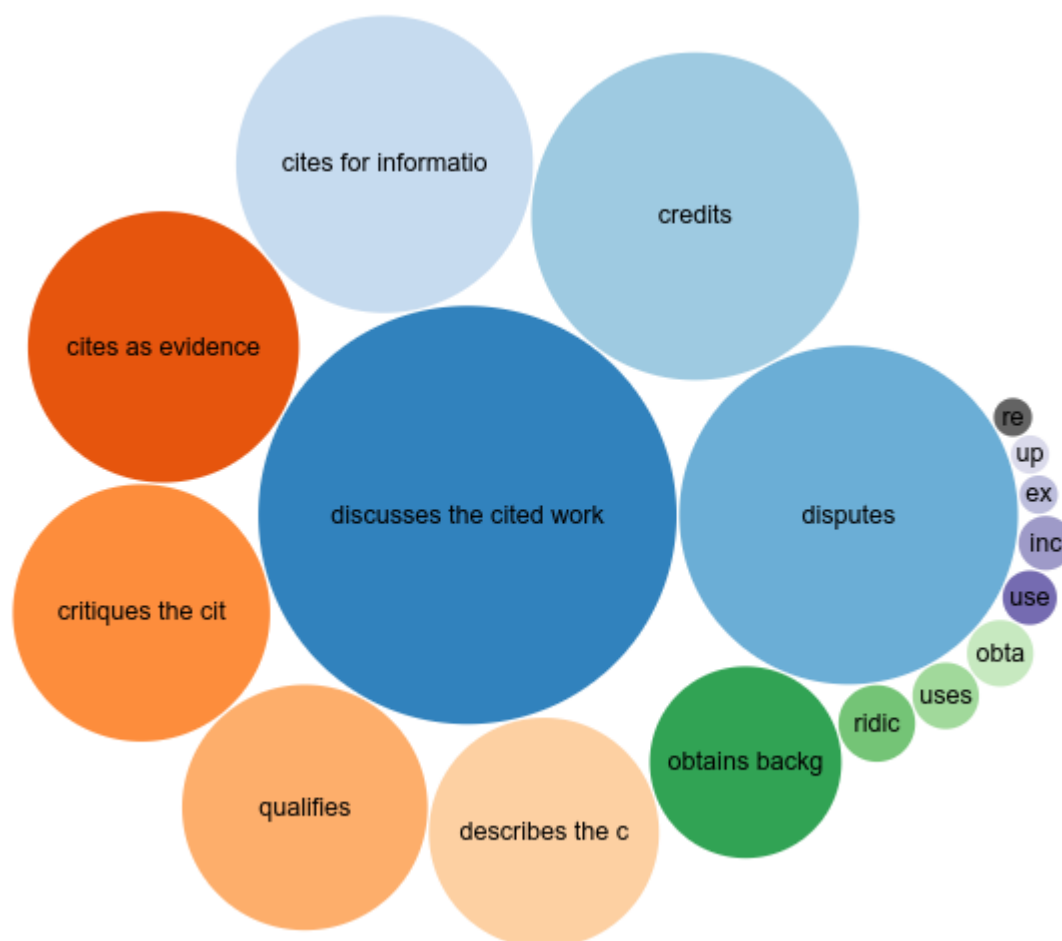 cites for informatio
credits
cites as evidence
re
up
ex
inc
discusses the cited work
disputes
use
critiques the cit
obta
uses
ridic
obtains backg
qualifies
describes the c